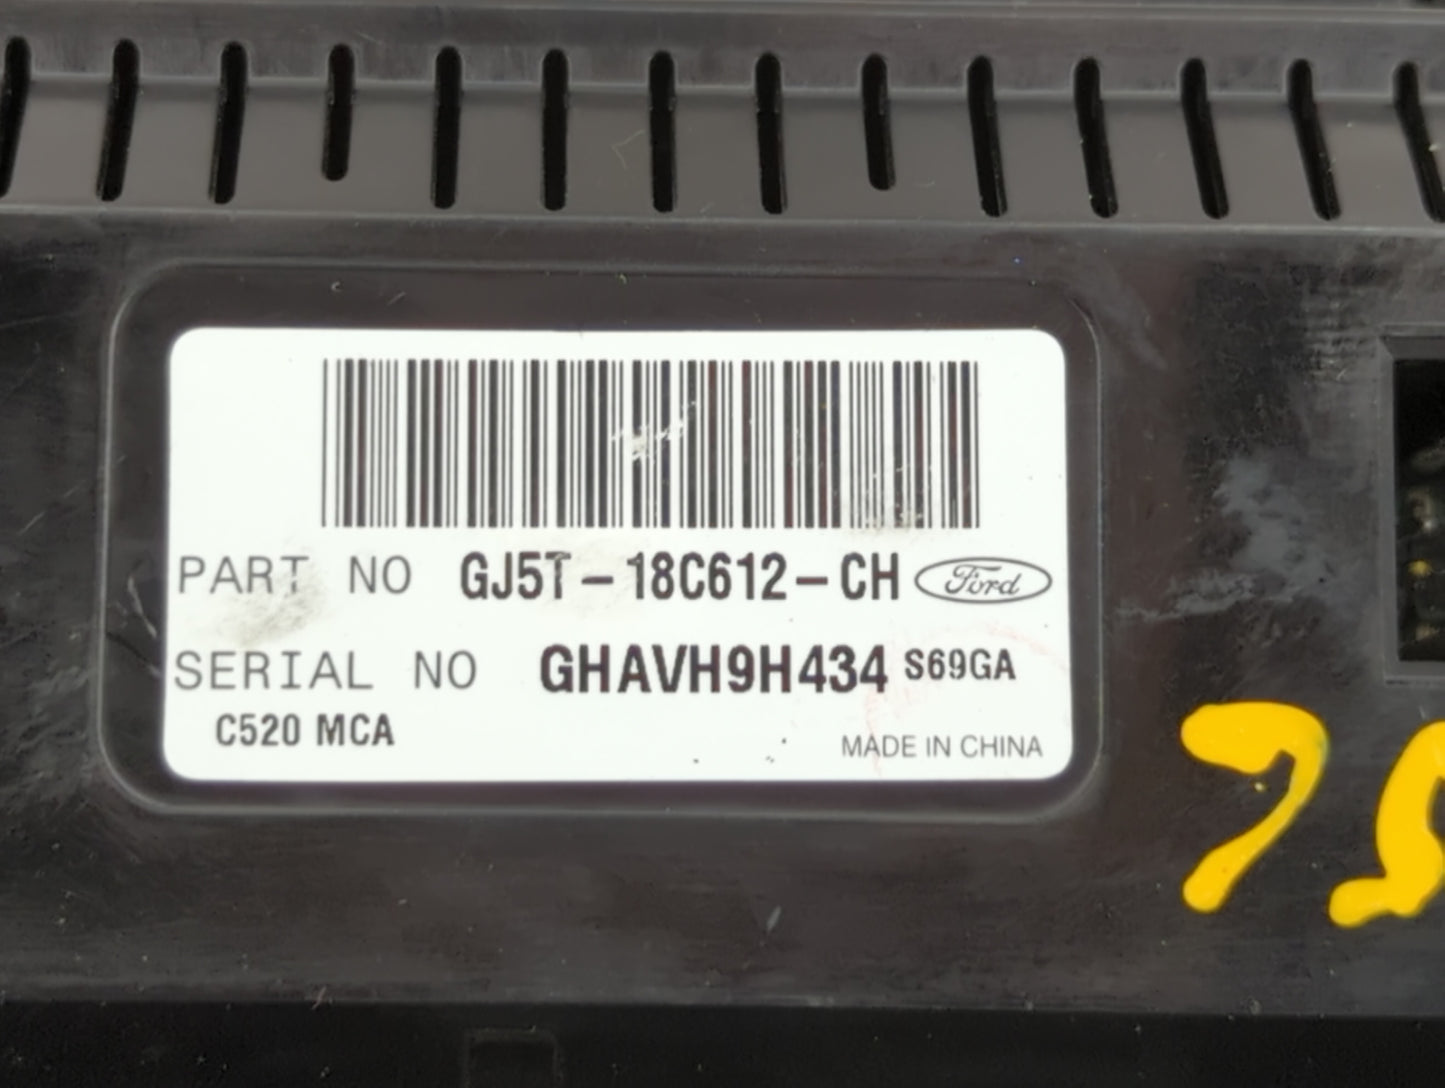 PART NO GJ5T-18C612-CH Ford
SERIAL NO GHAVH9H434 S69GA
C520 MCA
MADE IN CHINA